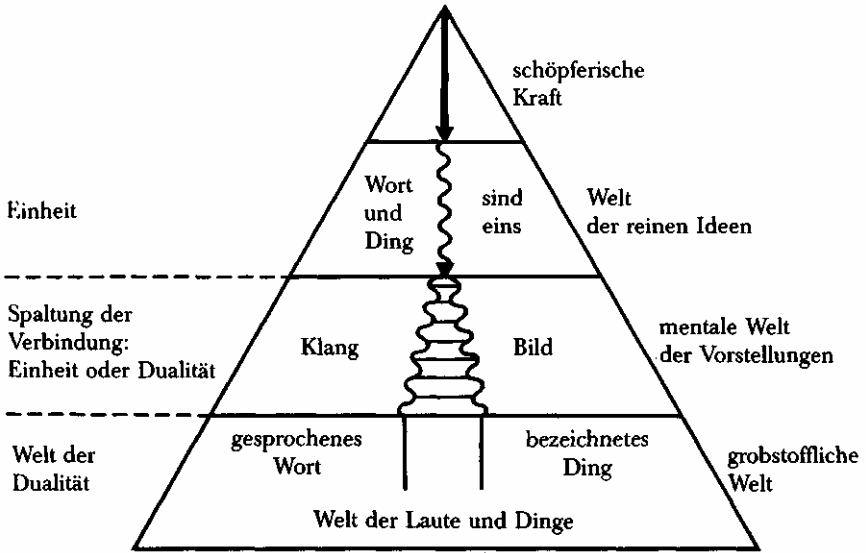 schöpferische
Kraft
Einheit
Wort
und
Ding
sind
eins
Welt
der reinen Ideen
Spaltung der
Verbindung:
Einheit oder Dualität
Klang
Bild
mentale Welt
der Vorstellungen
Welt der
Dualität
gesprochenes
Wort
bezeichnetes
Ding
grobstoffliche
Welt
Welt der Laute und Dinge